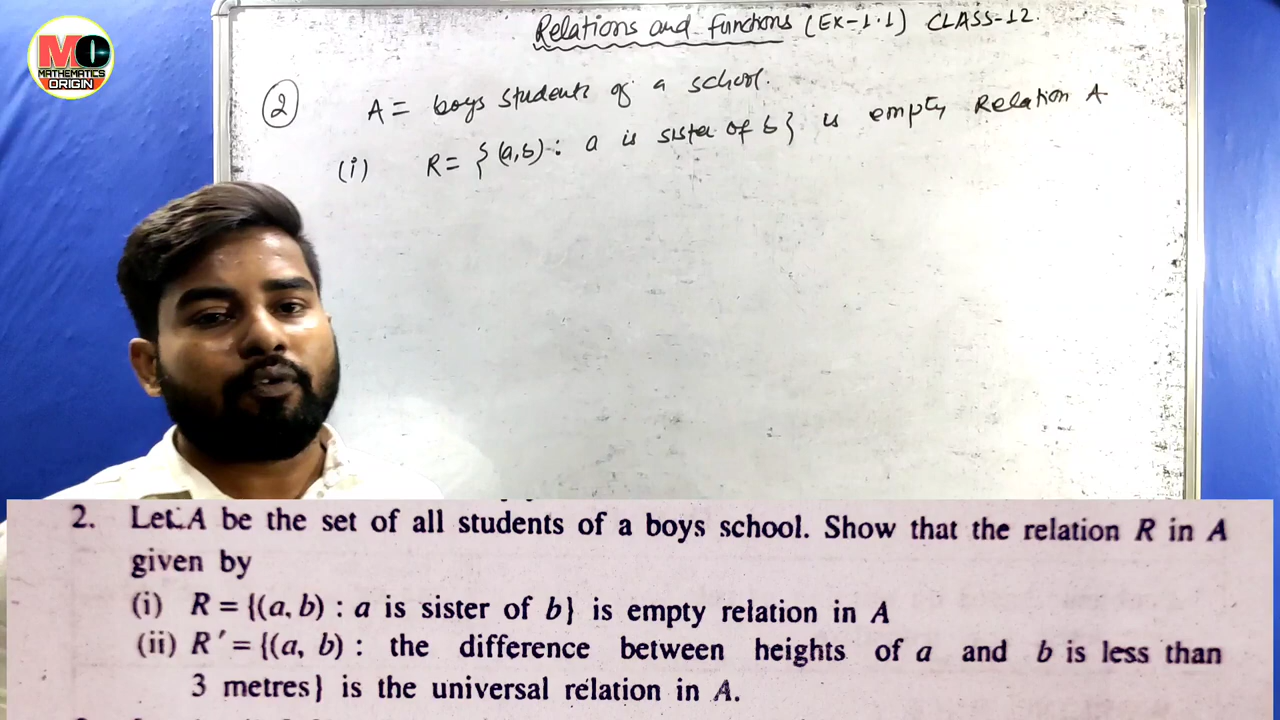 MO
MATHEMATICS
ORIGIN
Relations and functions (EX-1.1) CLASS-12.
2 A = boys students of a school.
(i) R = {(a,b) : a is sister of b} is empty Relation A
2. Let A be the set of all students of a boys school. Show that the relation R in A
given by
(i) R = {(a, b) : a is sister of b} is empty relation in A
(ii) R′ = {(a, b) : the difference between heights of a and b is less than
3 metres} is the universal relation in A.